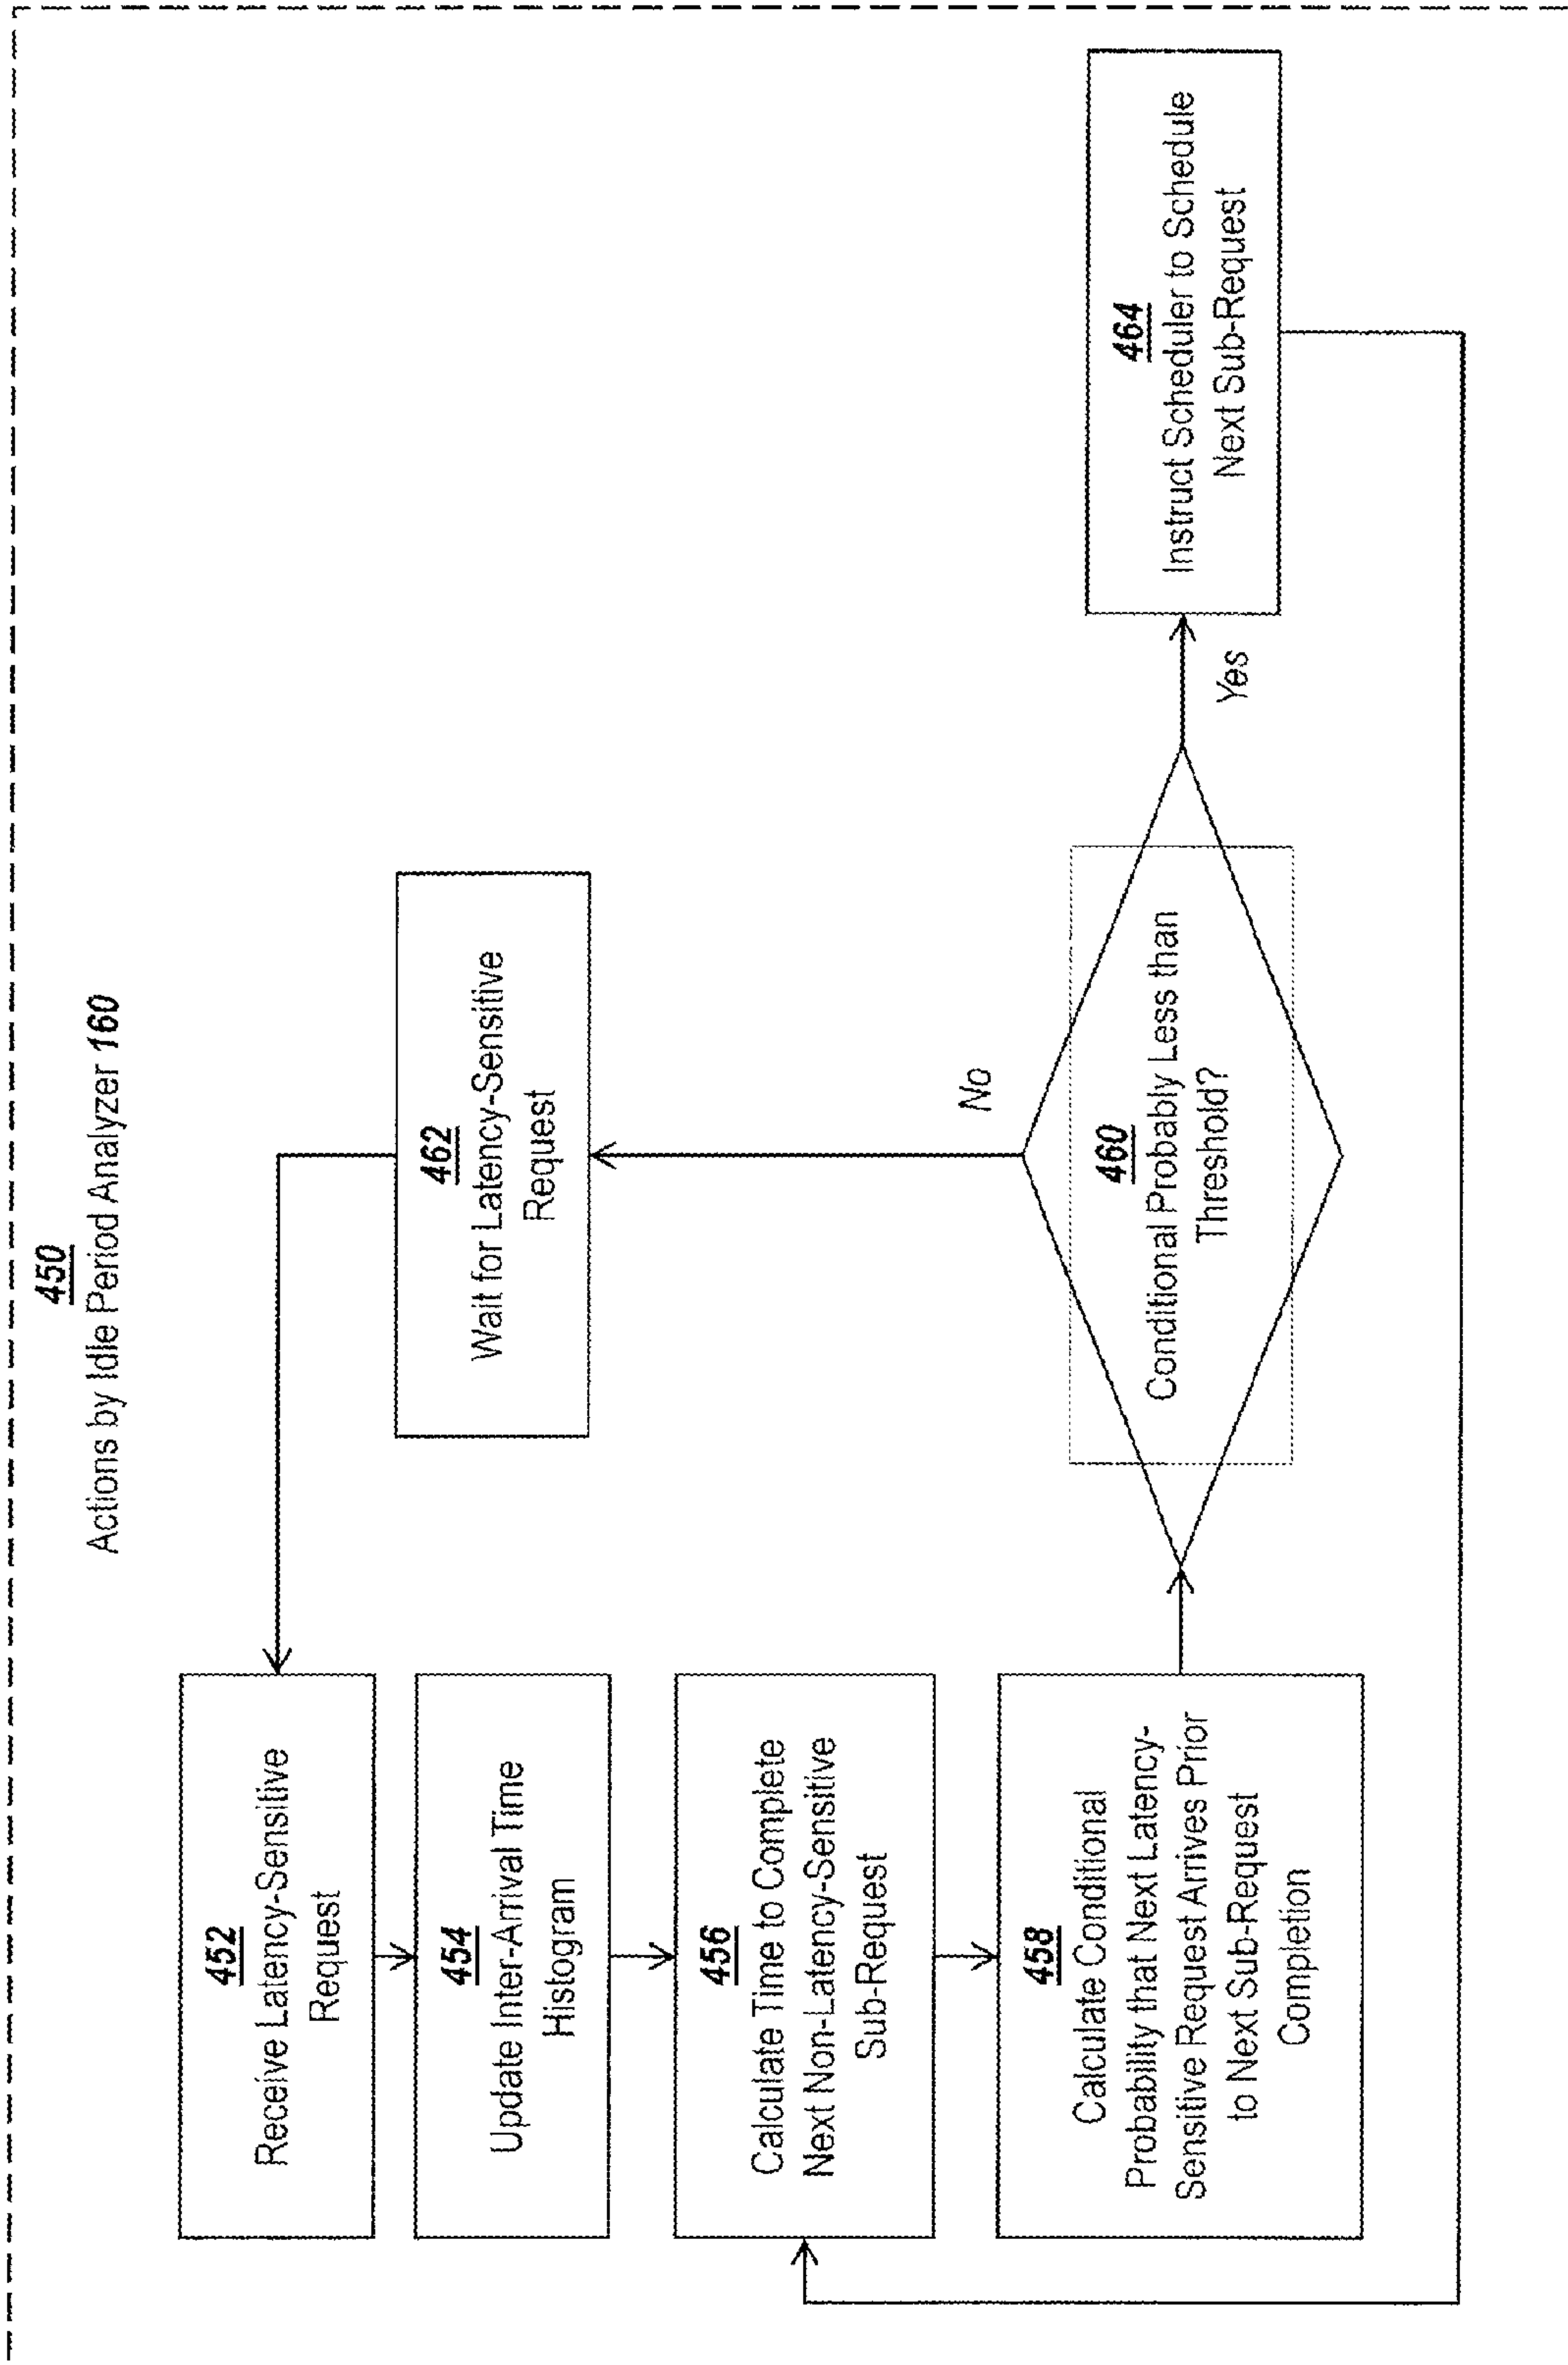 450
Actions by Idle Period Analyzer 160
452
Receive Latency-Sensitive
Request
454
Update Inter-Arrival Time
Histogram
456
Calculate Time to Complete
Next Non-Latency-Sensitive
Sub-Request
458
Calculate Conditional
Probability that Next Latency-
Sensitive Request Arrives Prior
to Next Sub-Request
Completion
460
Conditional Probably Less than
Threshold?
No
462
Wait for Latency-Sensitive
Request
Yes
464
Instruct Scheduler to Schedule
Next Sub-Request